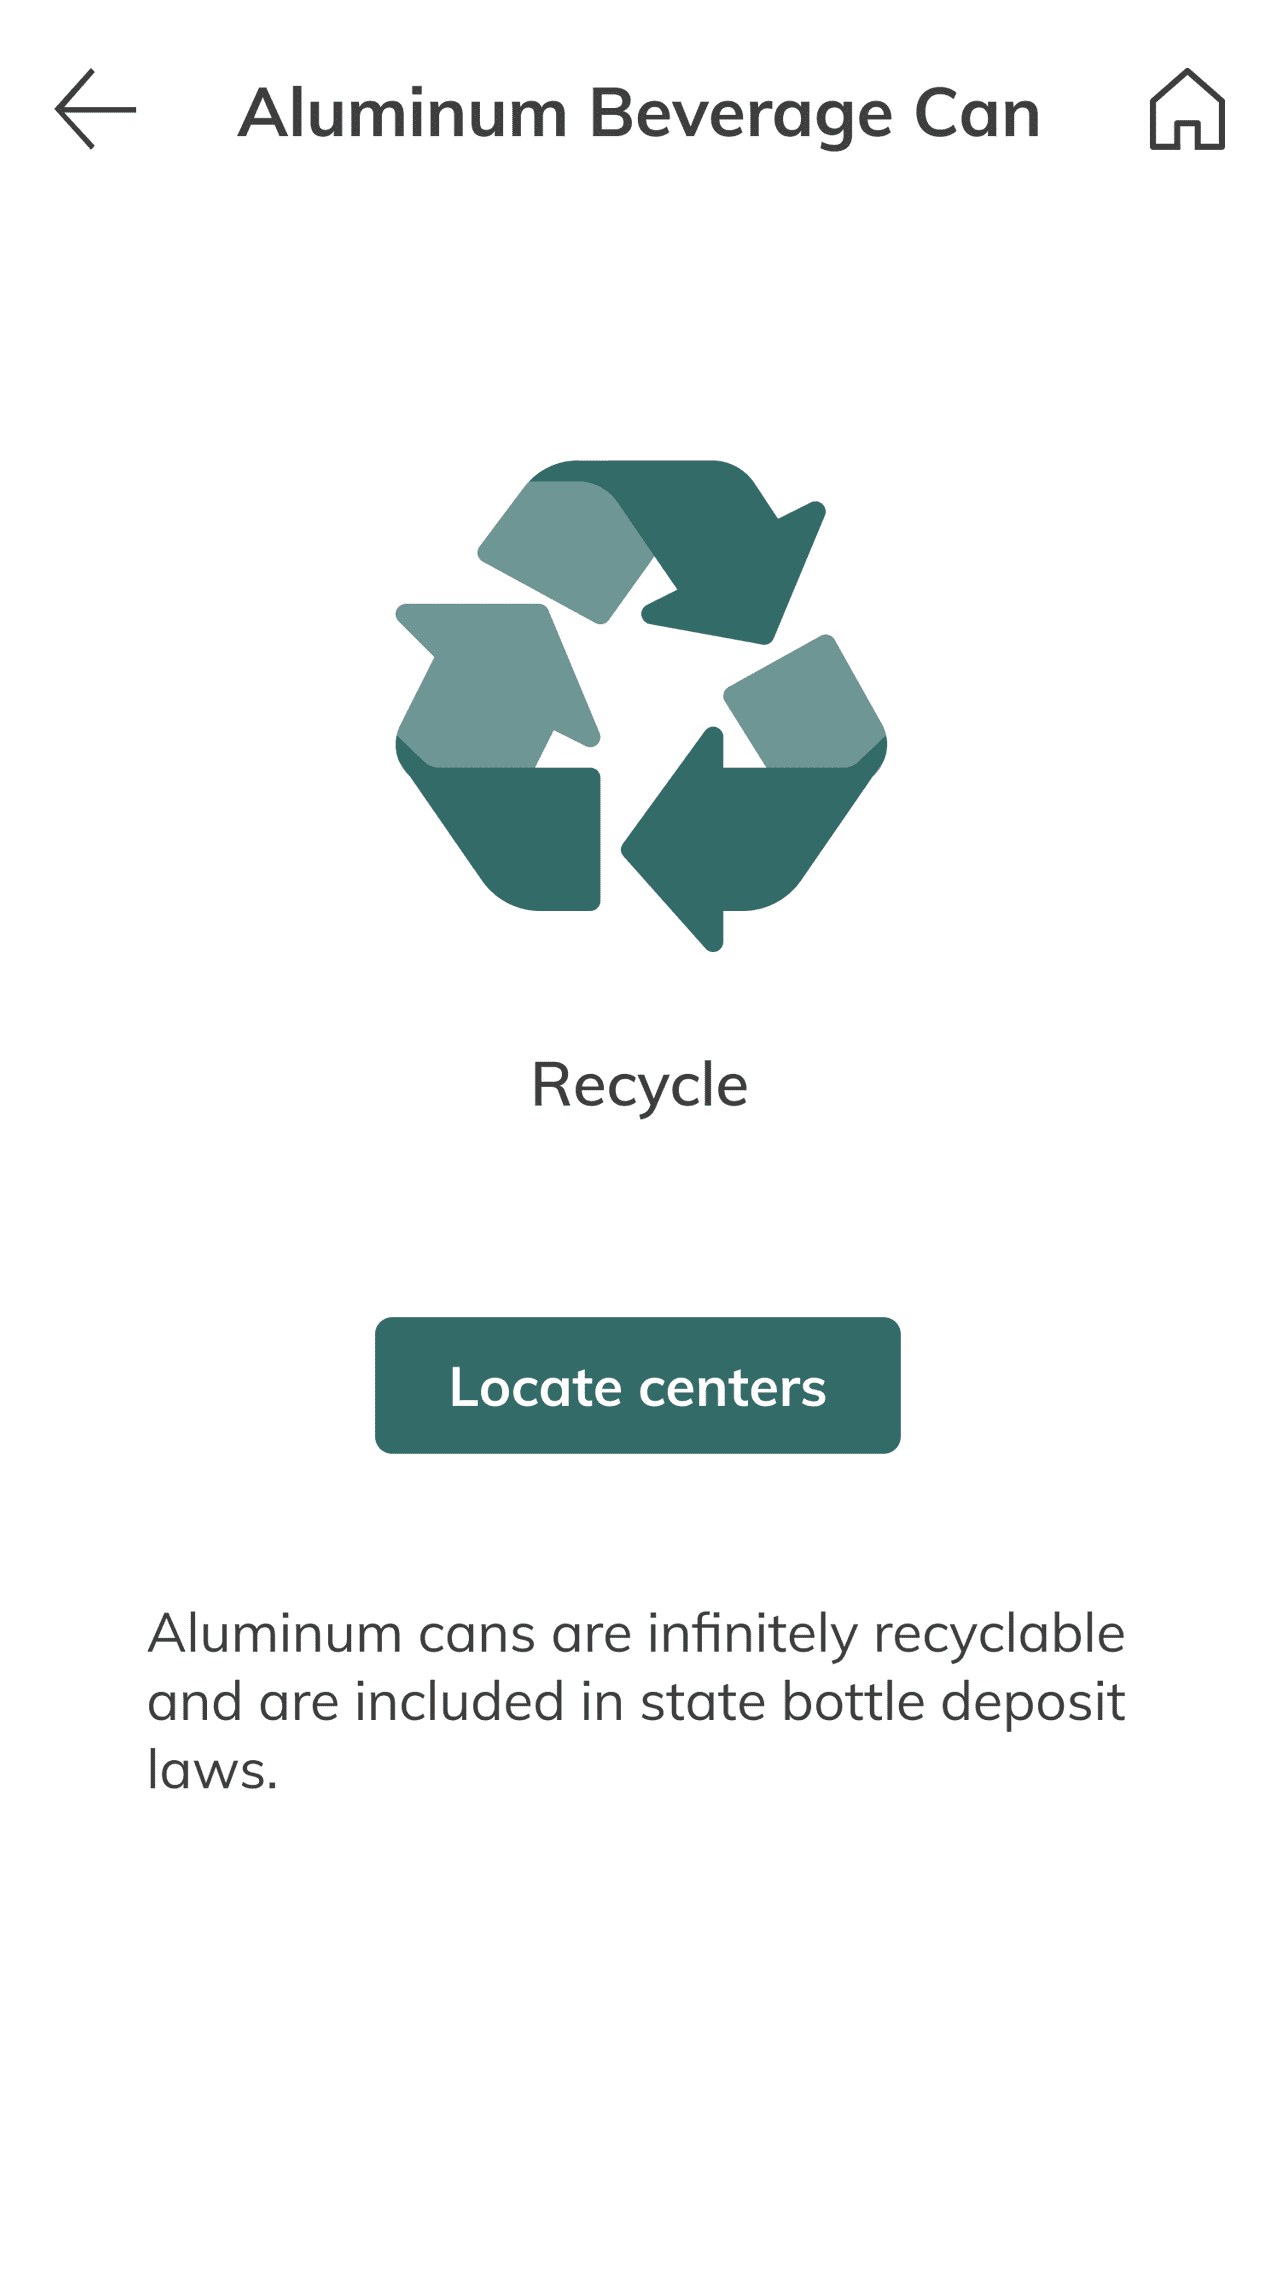 Aluminum Beverage Can
Recycle
Locate centers
Aluminum cans are infinitely recyclable
and are included in state bottle deposit
laws.